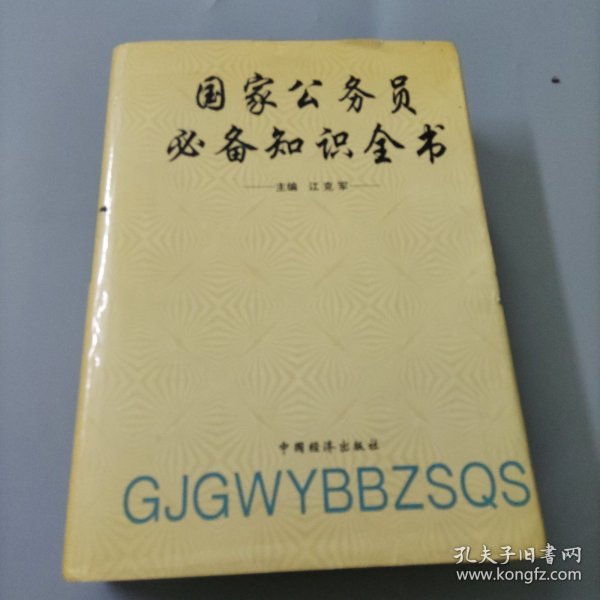 国家公务员
必备知识全书
主编 江克军
中国经济出版社
GJGWYBBZSQS
孔夫子旧书网
www.kongfz.com